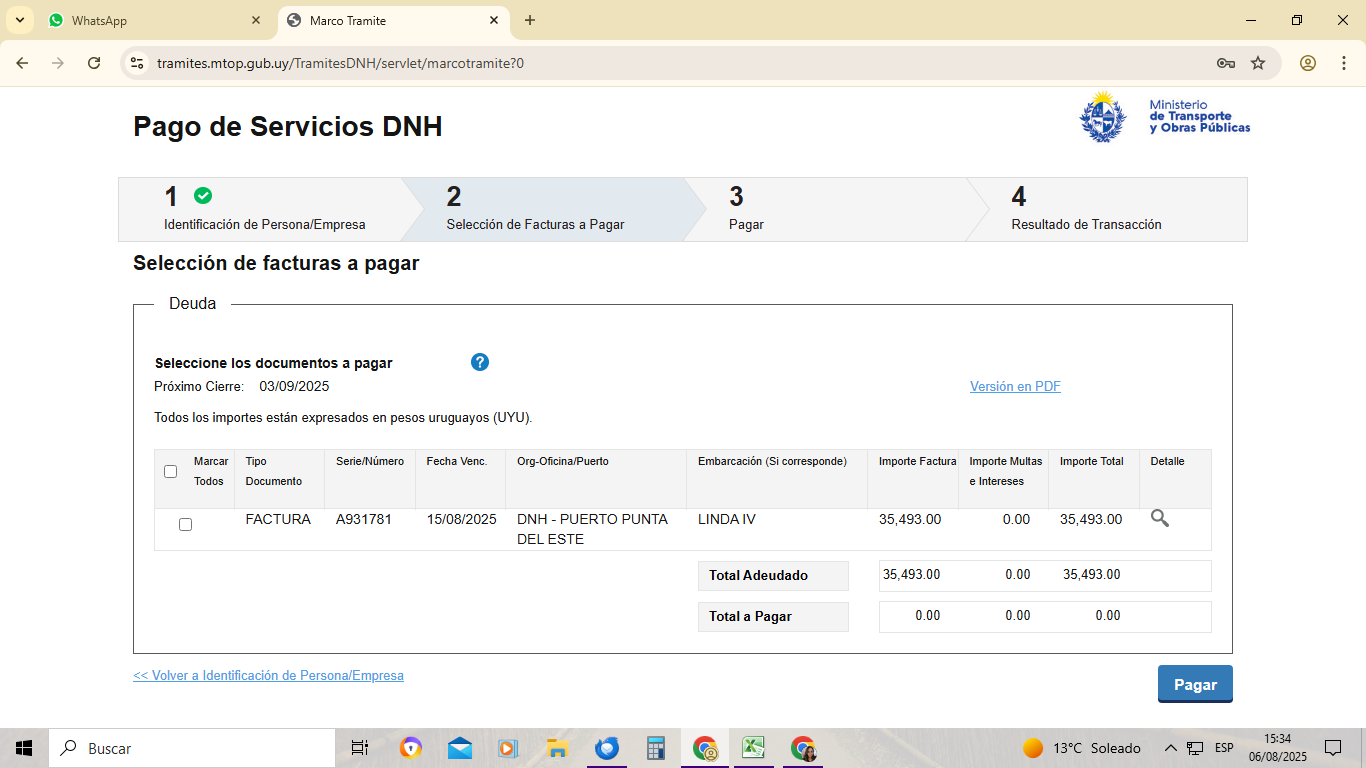 WhatsApp
Marco Tramite
tramites.mtop.gub.uy/TramitesDNH/servlet/marcotramite?0
Pago de Servicios DNH
Ministerio
de Transporte
y Obras Públicas
1
Identificación de Persona/Empresa
2
Selección de Facturas a Pagar
3
Pagar
4
Resultado de Transacción
Selección de facturas a pagar
Deuda
Seleccione los documentos a pagar ?
Próximo Cierre: 03/09/2025 Versión en PDF
Todos los importes están expresados en pesos uruguayos (UYU).
Marcar Tipo Serie/Número Fecha Venc. Org-Oficina/Puerto Embarcación (Si corresponde) Importe Factura Importe Multas Importe Total Detalle
Todos Documento e Intereses
FACTURA A931781 15/08/2025 DNH - PUERTO PUNTA LINDA IV 35,493.00 0.00 35,493.00
DEL ESTE
Total Adeudado 35,493.00 0.00 35,493.00
Total a Pagar 0.00 0.00 0.00
<< Volver a Identificación de Persona/Empresa
Pagar
Buscar
13°C Soleado
ESP
15:34
06/08/2025